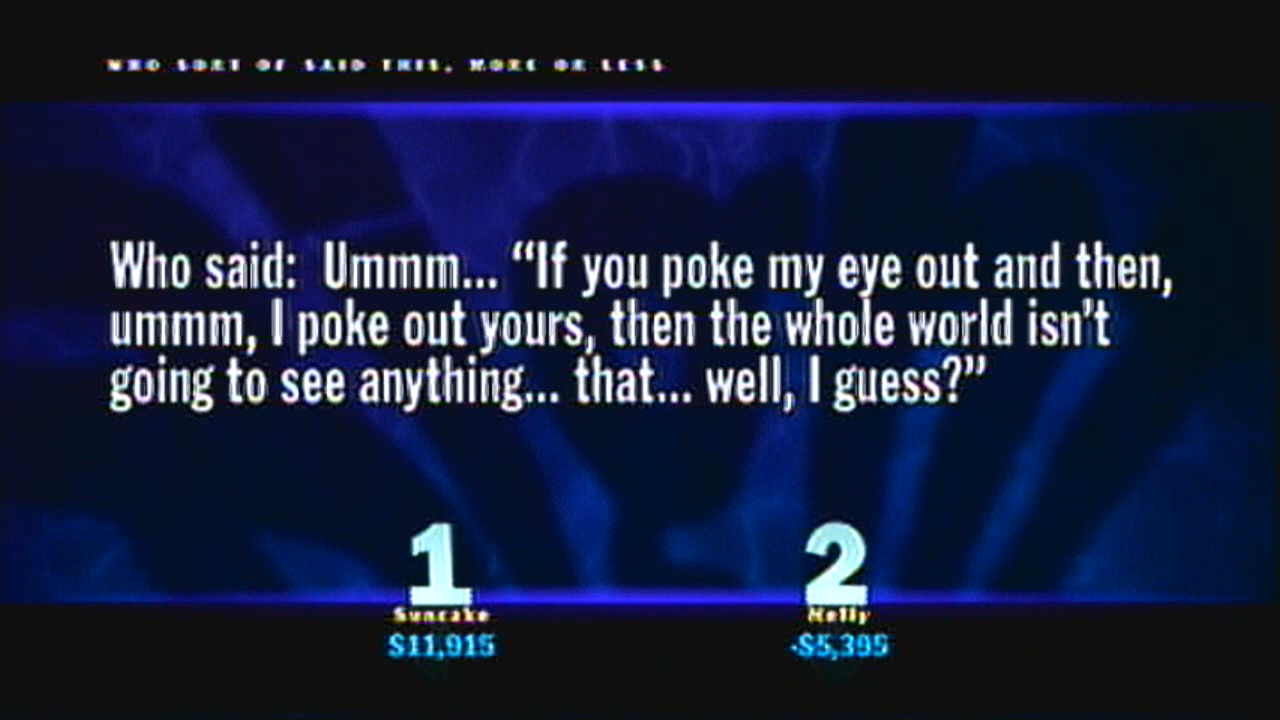 WHO SORT OF SAID THIS, MORE OR LESS
Who said: Ummm... “If you poke my eye out and then,
ummm, I poke out yours, then the whole world isn’t
going to see anything... that... well, I guess?”
1 2
Suncake Nelly
$11,915 -$5,395